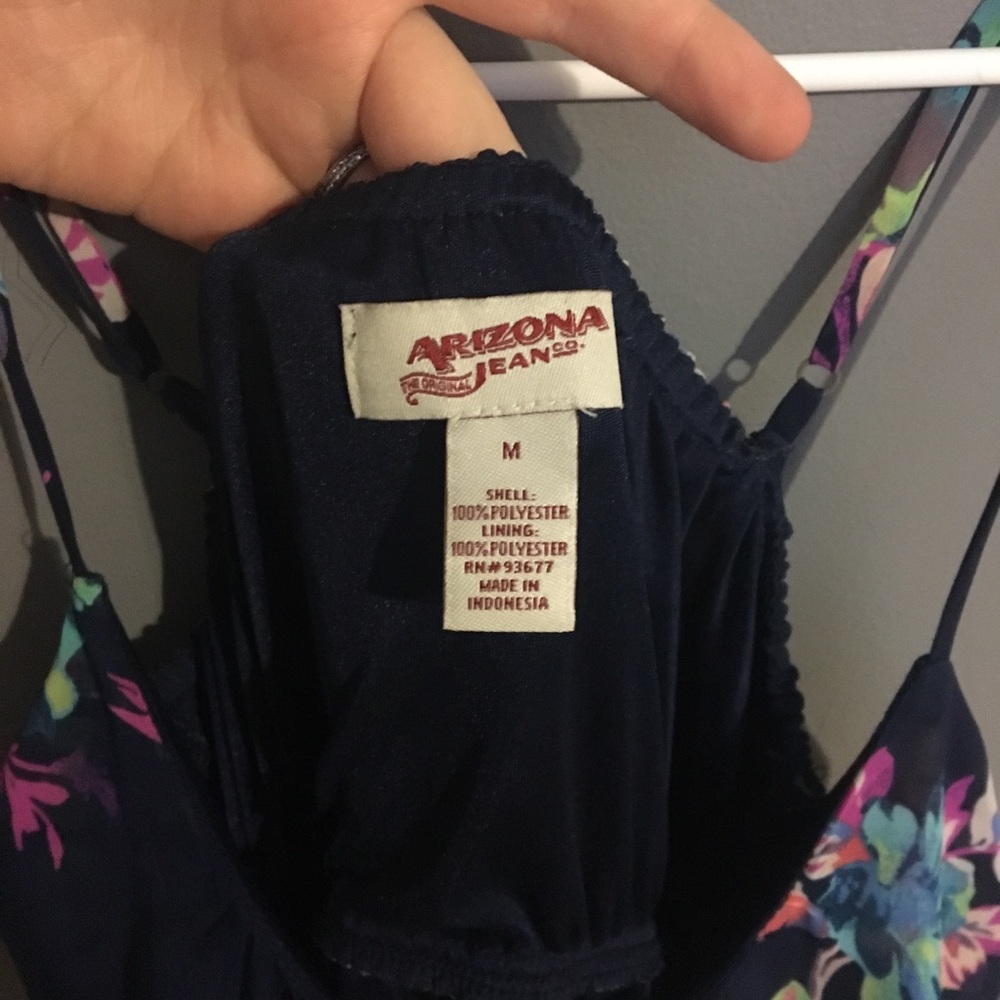 ARIZONA
JEAN CO.
THE ORIGINAL
M
SHELL:
100% POLYESTER
LINING:
100% POLYESTER
RN# 93677
MADE IN
INDONESIA